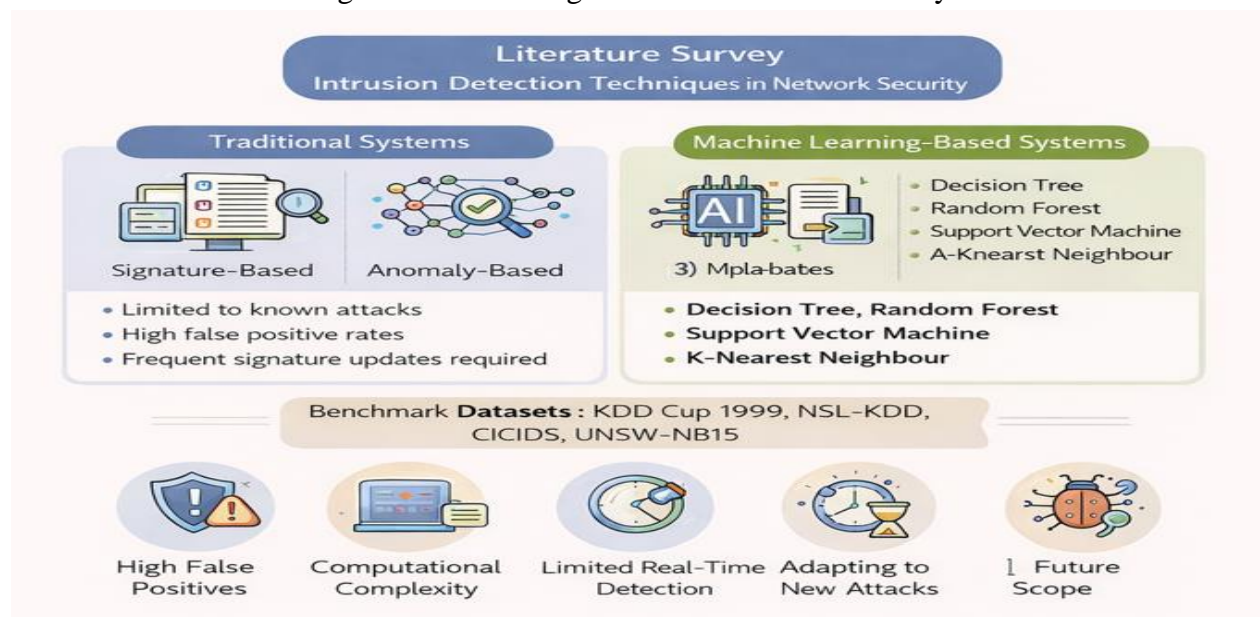 Literature Survey
Intrusion Detection Techniques in Network Security
Traditional Systems
Signature-Based
Anomaly-Based
• Limited to known attacks
• High false positive rates
• Frequent signature updates required
Machine Learning-Based Systems
AI
3) Mpla-bates
• Decision Tree
• Random Forest
• Support Vector Machine
• A-Knearst Neighbour
• Decision Tree, Random Forest
• Support Vector Machine
• K-Nearest Neighbour
Benchmark Datasets : KDD Cup 1999, NSL-KDD,
CICIDS, UNSW-NB15
High False
Positives
Computational
Complexity
Limited Real-Time
Detection
Adapting to
New Attacks
1 Future
Scope